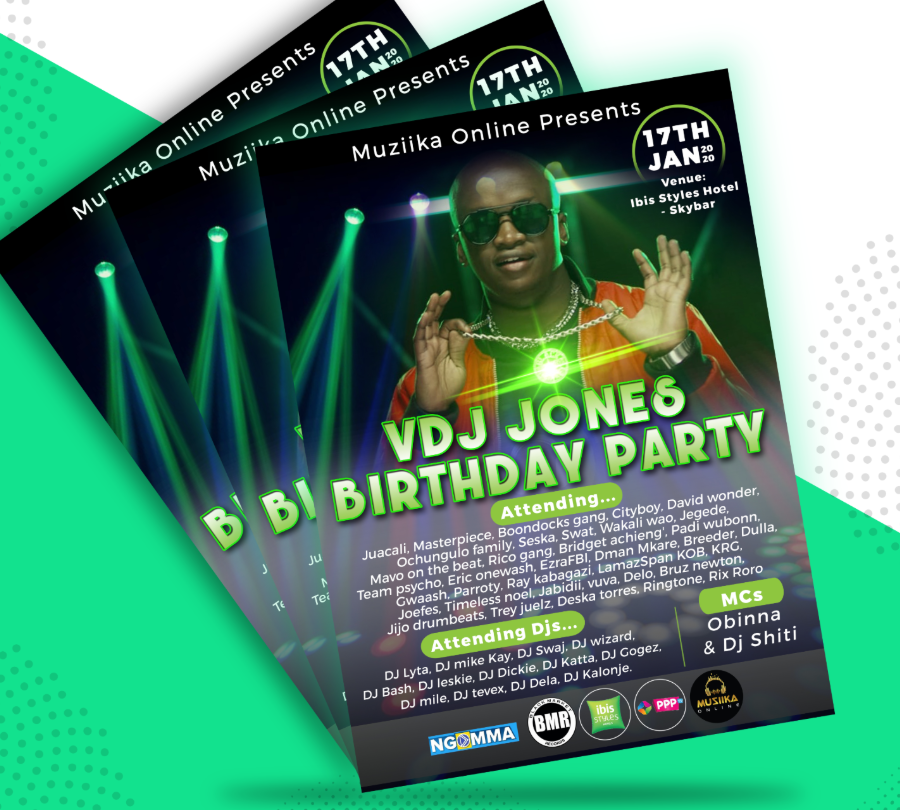 Muziika Online Presents
17TH
JAN 20
20
Muziika Online Presents
17TH
JAN 20
20
Muziika Online Presents
17TH
JAN 20
20
Venue:
Ibis Styles Hotel
- Skybar
VDJ JONES
BIRTHDAY PARTY
Attending...
Juacali, Masterpiece, Boondocks gang, Cityboy, David wonder,
Ochungulo family, Seska, Swat, Wakali wao, Jegede,
Mavo on the beat, Rico gang, Bridget achieng', Padi wubonn,
Team psycho, Eric onewash, EzraFBI, Dman Mkare, Breeder, Dulla,
Gwaash, Parroty, Ray kabagazi, LamazSpan KOB, KRG,
Joefes, Timeless noel, Jabidii, vuva, Delo, Bruz newton,
Jijo drumbeats, Trey juelz, Deska torres, Ringtone, Rix Roro
Attending Djs...
DJ Lyta, DJ mike Kay, DJ Swaj, DJ wizard,
DJ Bash, DJ leskie, DJ Dickie, DJ Katta, DJ Gogez,
DJ mile, DJ tevex, DJ Dela, DJ Kalonje.
MCs
Obinna
& Dj Shiti
NGOMMA
BMR
RECORDS
ibis
STYLES
PPP
MUSIIKA
ONLINE